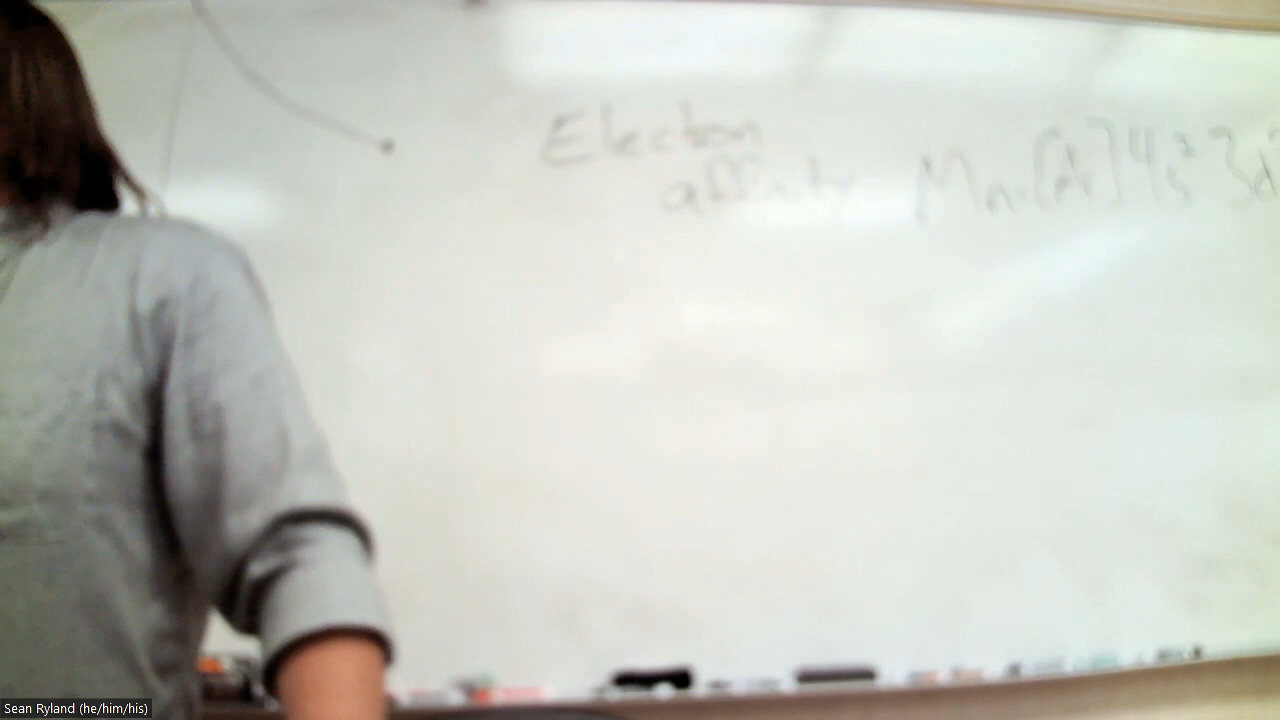 Electon
affinity Mn: [Ar] 4s² 3d
Sean Ryland (he/him/his)